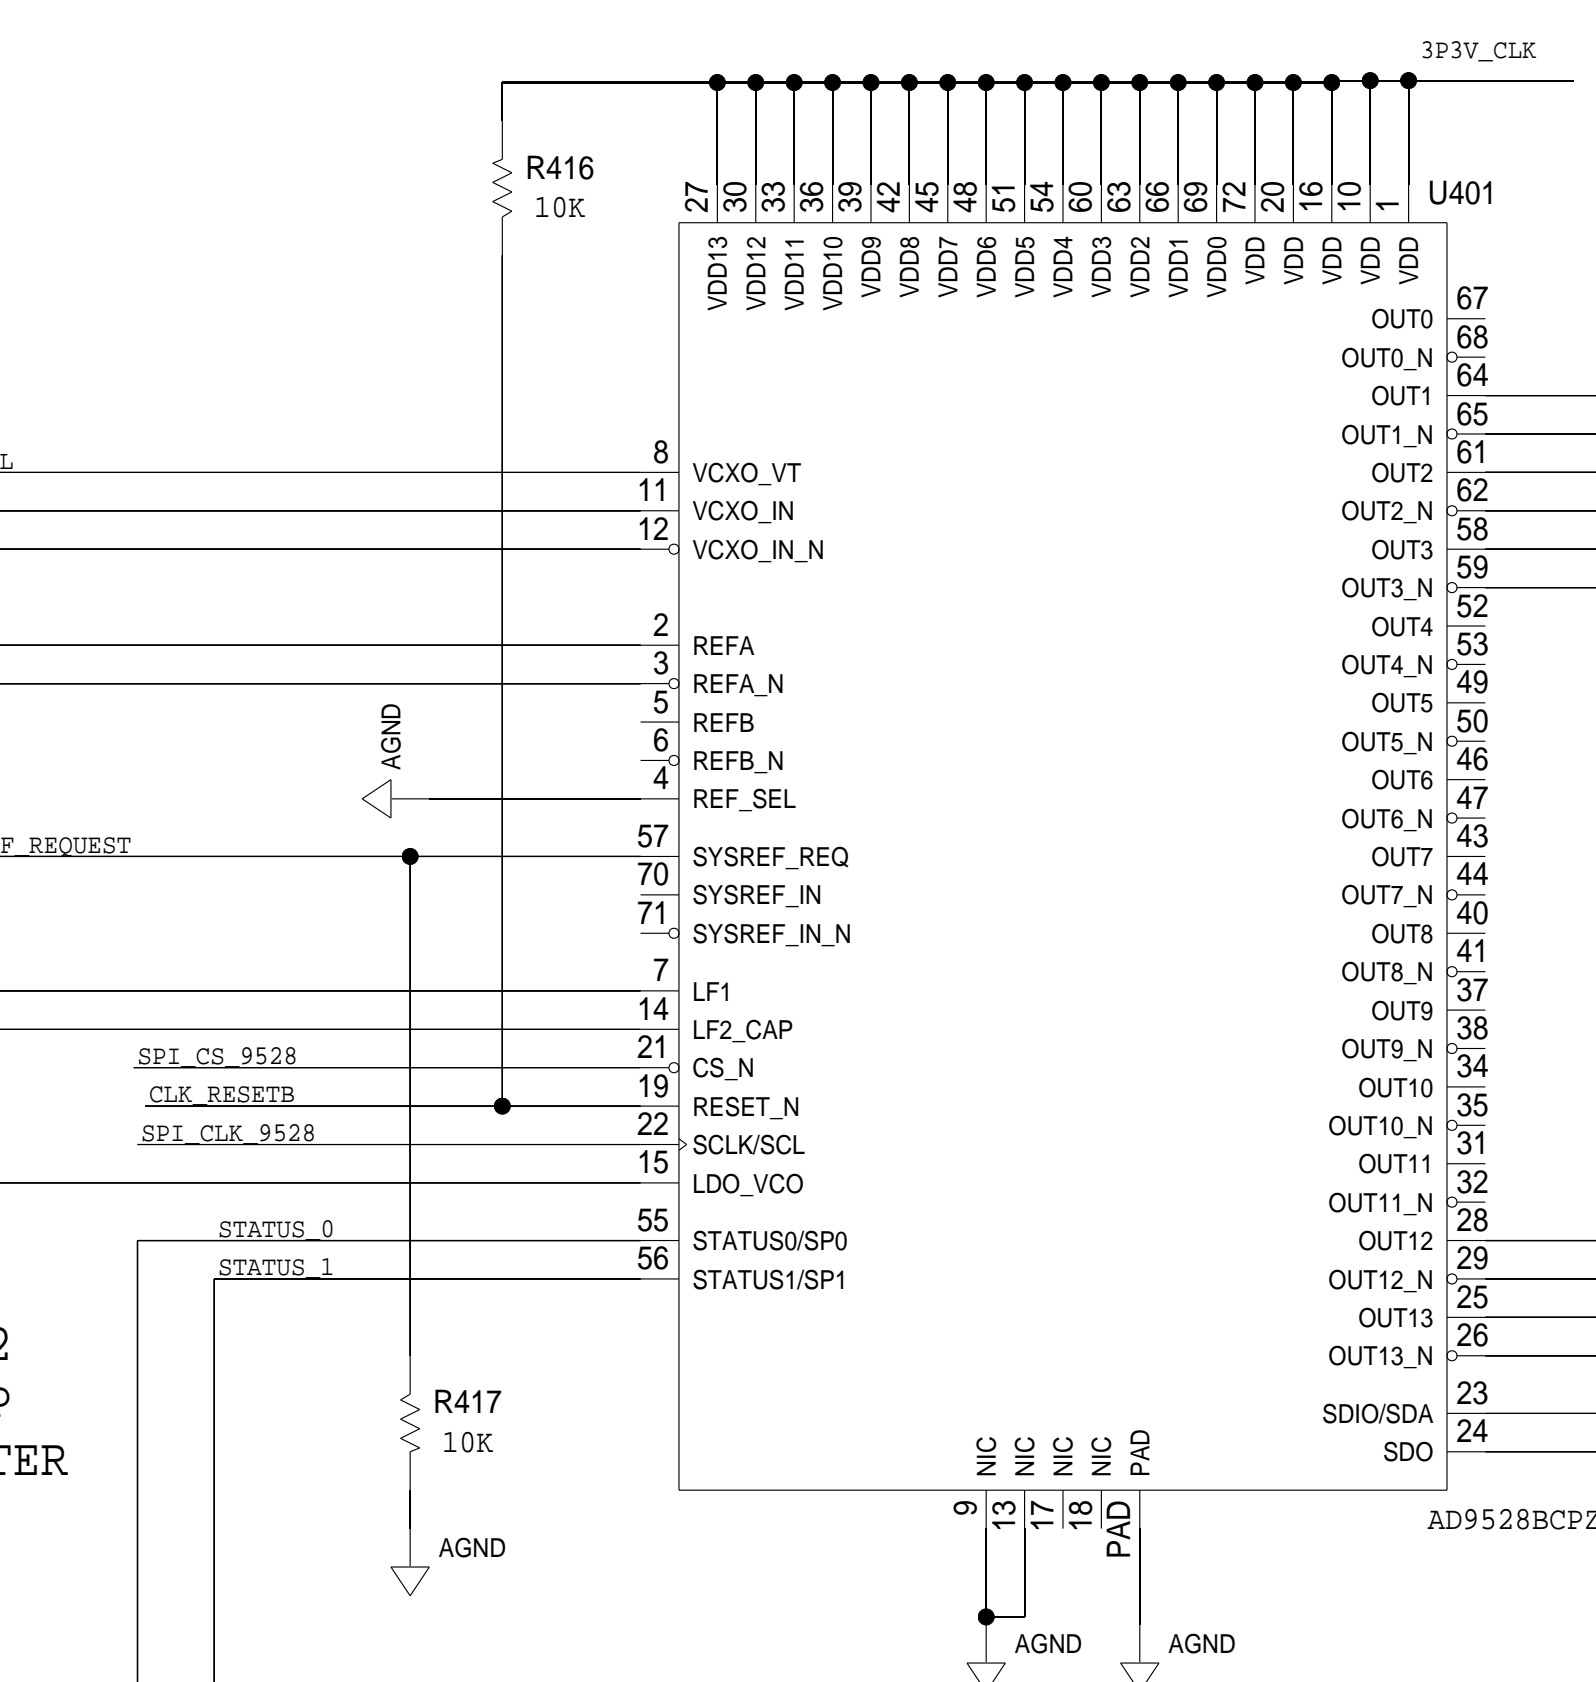 3P3V_CLK
R416
10K
U401
27 30 33 36 39 42 45 48 51 54 60 63 66 69 72 20 16 10 1
VDD13 VDD12 VDD11 VDD10 VDD9 VDD8 VDD7 VDD6 VDD5 VDD4 VDD3 VDD2 VDD1 VDD0 VDD VDD VDD VDD VDD
OUT0 67
OUT0_N 68
OUT1 64
OUT1_N 65
L 8 VCXO_VT OUT2 61
11 VCXO_IN OUT2_N 62
12 VCXO_IN_N OUT3 58
OUT3_N 59
2 REFA OUT4 52
3 REFA_N OUT4_N 53
5 REFB OUT5 49
6 REFB_N OUT5_N 50
AGND
4 REF_SEL OUT6 46
OUT6_N 47
F_REQUEST 57 SYSREF_REQ OUT7 43
70 SYSREF_IN OUT7_N 44
71 SYSREF_IN_N OUT8 40
OUT8_N 41
7 LF1 OUT9 37
14 LF2_CAP OUT9_N 38
SPI_CS_9528 21 CS_N OUT10 34
CLK_RESETB 19 RESET_N OUT10_N 35
SPI_CLK_9528 22 SCLK/SCL OUT11 31
15 LDO_VCO OUT11_N 32
STATUS_0 55 STATUS0/SP0 OUT12 28
STATUS_1 56 STATUS1/SP1 OUT12_N 29
OUT13 25
2 OUT13_N 26
R417
10K
TER
SDIO/SDA 23
SDO 24
NIC NIC NIC NIC PAD
9 13 17 18 PAD
AD9528BCPZ
AGND
AGND
AGND